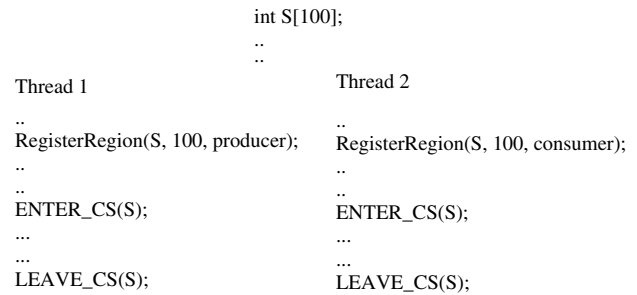 int S[100];
..
..
Thread 1
..
RegisterRegion(S, 100, producer);
..
..
ENTER_CS(S);
...
...
LEAVE_CS(S);
Thread 2
..
RegisterRegion(S, 100, consumer);
..
..
ENTER_CS(S);
...
...
LEAVE_CS(S);